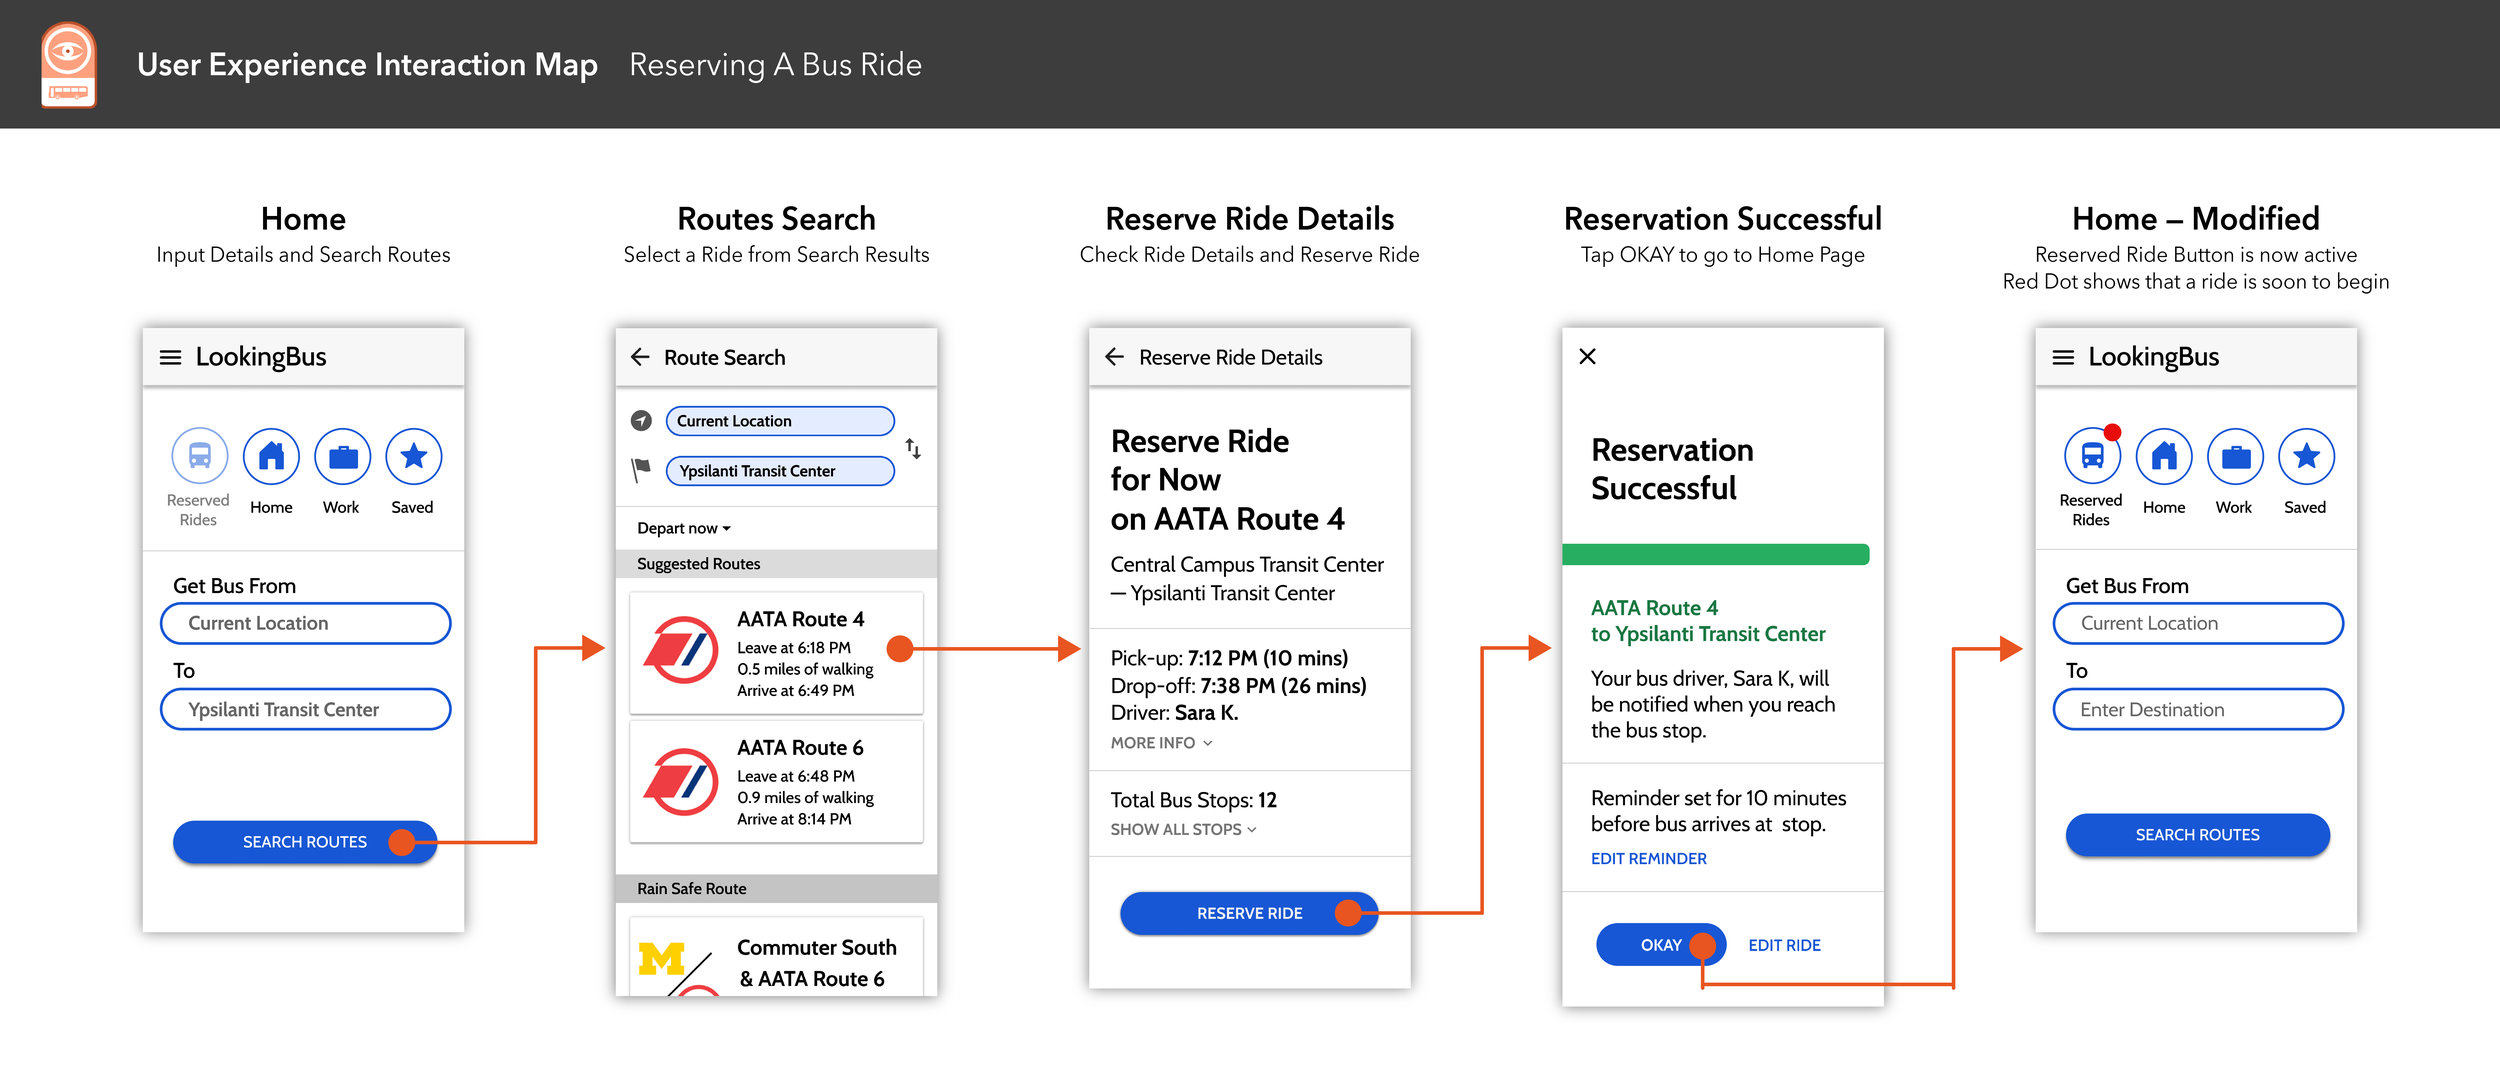 User Experience Interaction Map Reserving A Bus Ride
Home
Input Details and Search Routes
LookingBus
Reserved
Rides
Home
Work
Saved
Get Bus From
Current Location
To
Ypsilanti Transit Center
SEARCH ROUTES
Routes Search
Select a Ride from Search Results
Route Search
Current Location
Ypsilanti Transit Center
Depart now
Suggested Routes
AATA Route 4
Leave at 6:18 PM
0.5 miles of walking
Arrive at 6:49 PM
AATA Route 6
Leave at 6:48 PM
0.9 miles of walking
Arrive at 8:14 PM
Rain Safe Route
M
Commuter South
& AATA Route 6
Reserve Ride Details
Check Ride Details and Reserve Ride
Reserve Ride Details
Reserve Ride
for Now
on AATA Route 4
Central Campus Transit Center
– Ypsilanti Transit Center
Pick-up: 7:12 PM (10 mins)
Drop-off: 7:38 PM (26 mins)
Driver: Sara K.
MORE INFO
Total Bus Stops: 12
SHOW ALL STOPS
RESERVE RIDE
Reservation Successful
Tap OKAY to go to Home Page
Reservation
Successful
AATA Route 4
to Ypsilanti Transit Center
Your bus driver, Sara K, will
be notified when you reach
the bus stop.
Reminder set for 10 minutes
before bus arrives at stop.
EDIT REMINDER
OKAY
EDIT RIDE
Home – Modified
Reserved Ride Button is now active
Red Dot shows that a ride is soon to begin
LookingBus
Reserved
Rides
Home
Work
Saved
Get Bus From
Current Location
To
Enter Destination
SEARCH ROUTES